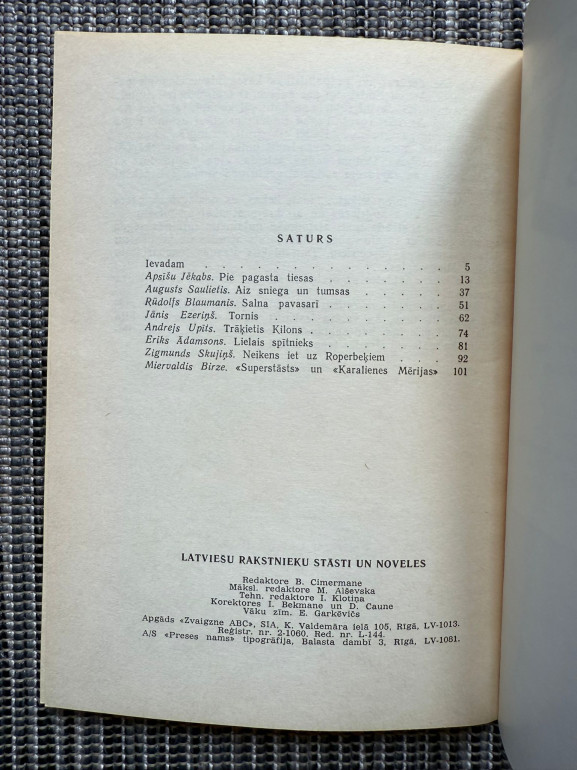 SATURS
Ievadam . . . . . . . . . . . . 5
Apsīšu Jēkabs. Pie pagasta tiesas . . . . . . 13
Augusts Saulietis. Aiz sniega un tumsas . . . . . 37
Rūdolfs Blaumanis. Salna pavasarī . . . . . . 51
Jānis Ezeriņš. Tornis . . . . . . . . . 62
Andrejs Upīts. Trāķietis Kilons . . . . . . . 74
Ēriks Ādamsons. Lielais spītnieks . . . . . . 81
Zigmunds Skujiņš. Neikens iet uz Roperbeķiem . . . 92
Miervaldis Birze. «Superstāsts» un «Karalienes Mērijas» 101
LATVIEŠU RAKSTNIEKU STĀSTI UN NOVELES
Redaktore B. Cimermane
Māksl. redaktore M. Alševska
Tehn. redaktore I. Klotiņa
Korektores I. Bekmane un D. Caune
Vāku zīm. E. Garkēvičs
Apgāds «Zvaigzne ABC», SIA, K. Valdemāra ielā 105, Rīgā, LV-1013.
Reģistr. nr. 2-1060. Red. nr. L-144.
A/S «Preses nams» tipogrāfija, Balasta dambī 3, Rīgā, LV-1081.